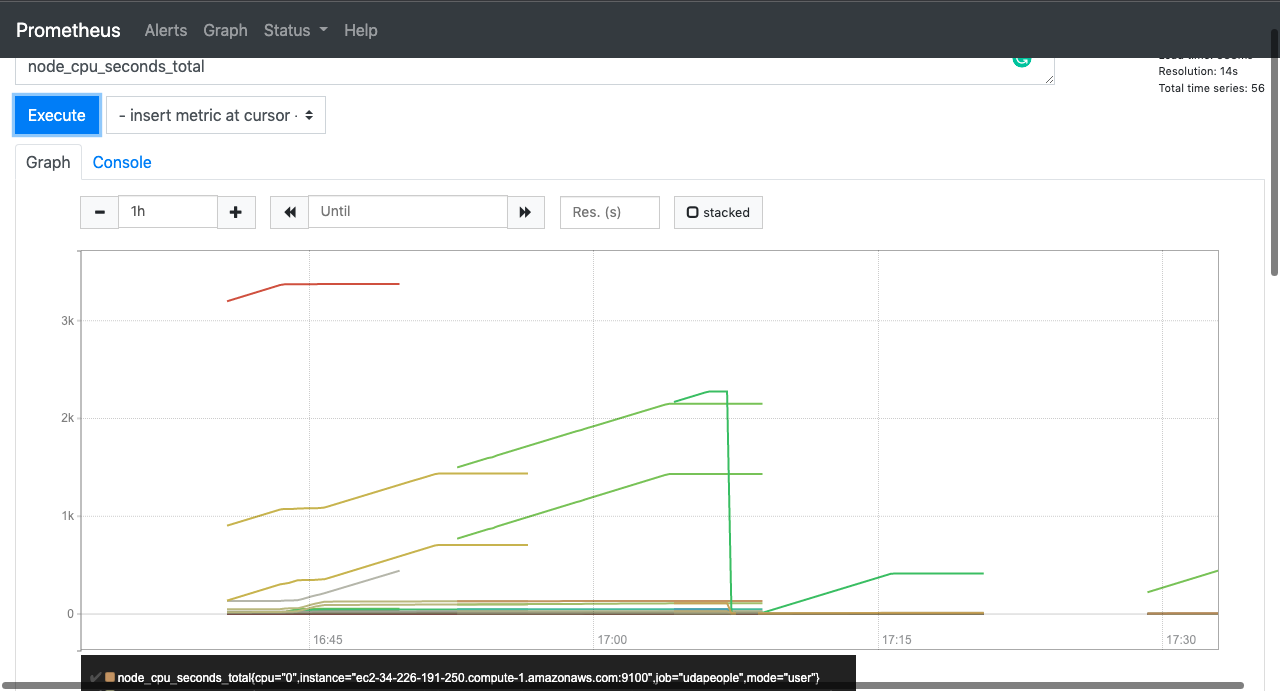 Prometheus Alerts Graph Status Help
node_cpu_seconds_total
Resolution: 14s
Total time series: 56
Execute - insert metric at cursor -
Graph Console
1h Until Res. (s) stacked
3k
2k
1k
0
16:45 17:00 17:15 17:30
node_cpu_seconds_total{cpu="0",instance="ec2-34-226-191-250.compute-1.amazonaws.com:9100",job="udapeople",mode="user"}